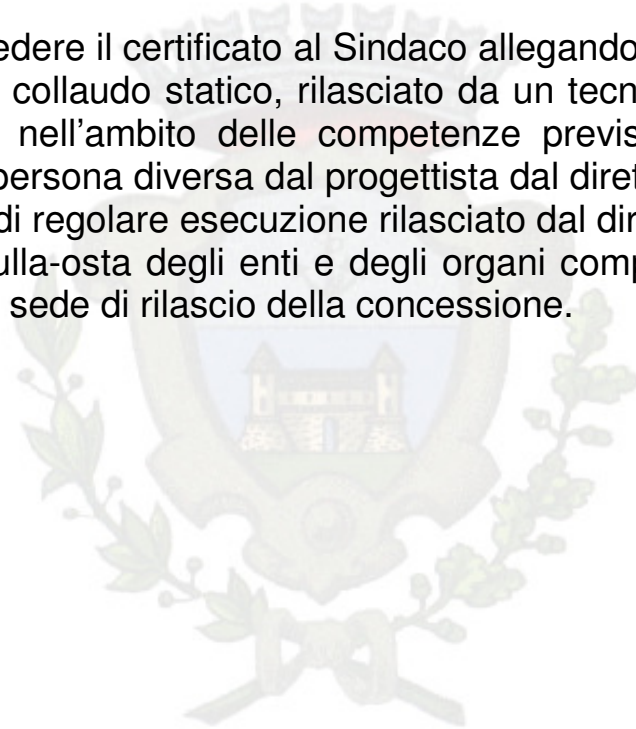 edere il certificato al Sindaco allegando
collaudo statico, rilasciato da un tecn
nell'ambito delle competenze previs
persona diversa dal progettista dal diret
di regolare esecuzione rilasciato dal dir
ulla-osta degli enti e degli organi comp
sede di rilascio della concessione.